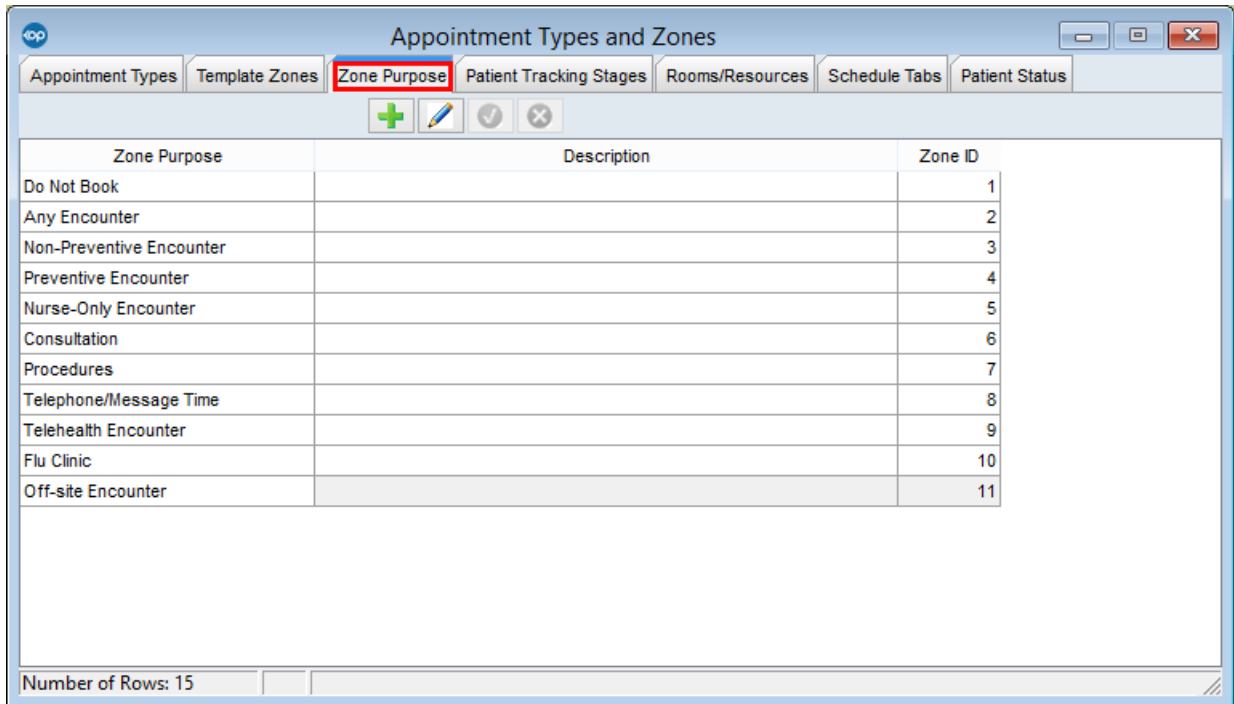 op Appointment Types and Zones
Appointment Types Template Zones Zone Purpose Patient Tracking Stages Rooms/Resources Schedule Tabs Patient Status
Zone Purpose Description Zone ID
Do Not Book 1
Any Encounter 2
Non-Preventive Encounter 3
Preventive Encounter 4
Nurse-Only Encounter 5
Consultation 6
Procedures 7
Telephone/Message Time 8
Telehealth Encounter 9
Flu Clinic 10
Off-site Encounter 11
Number of Rows: 15